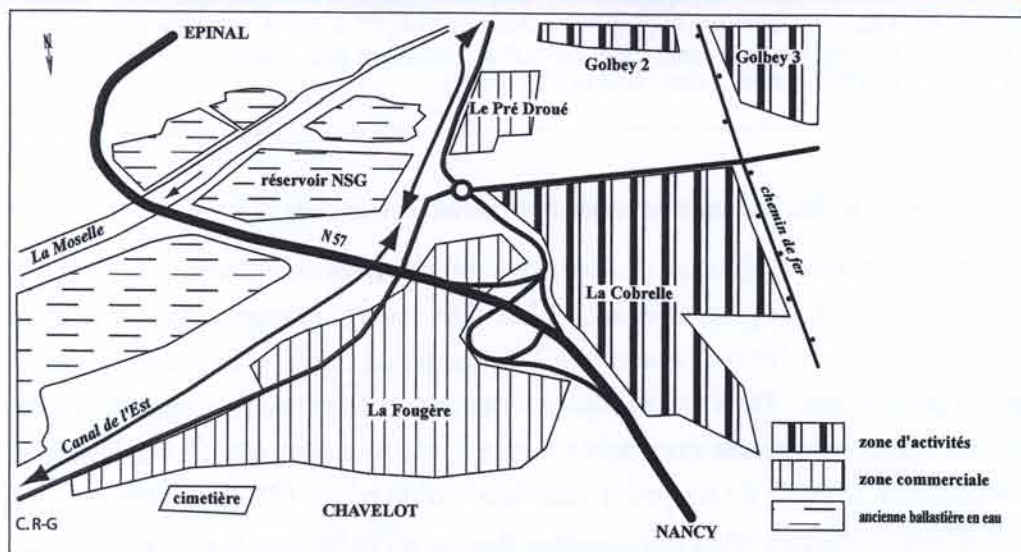 N
EPINAL
Golbey 2
Golbey 3
Le Pré Droué
réservoir NSG
chemin de fer
La Moselle
N 57
La Cobrelle
La Fougère
Canal de l'Est
zone d'activités
zone commerciale
ancienne ballastière en eau
cimetière
CHAVELOT
C. R-G
NANCY